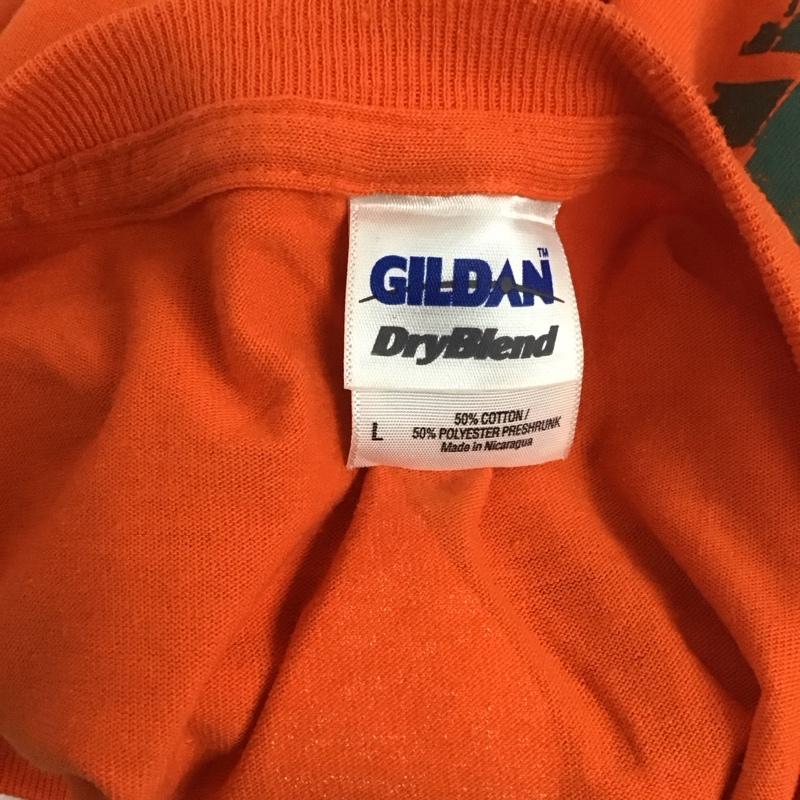 GILDAN™
DryBlend
L
50% COTTON /
50% POLYESTER PRESHRUNK
Made in Nicaragua